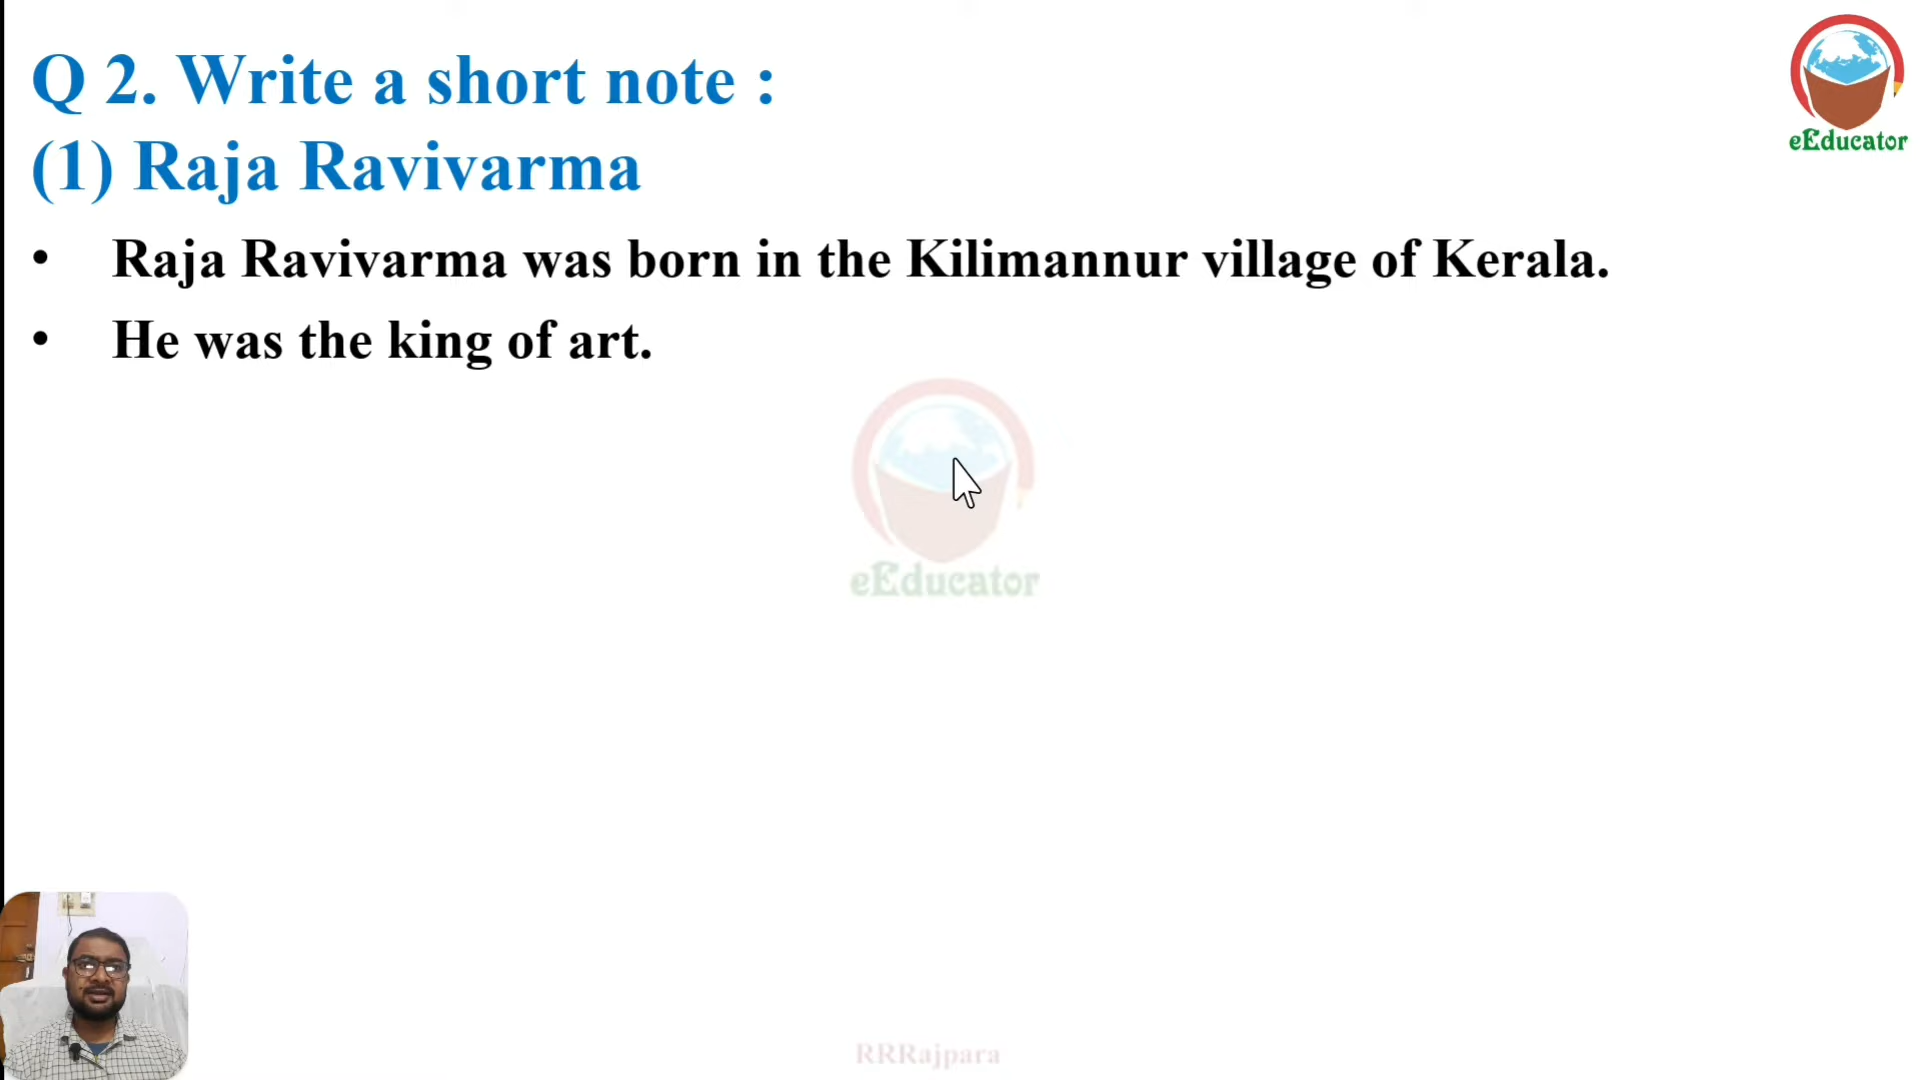 Q 2. Write a short note :
(1) Raja Ravivarma
• Raja Ravivarma was born in the Kilimannur village of Kerala.
• He was the king of art.
eEducator
eEducator
RRRajpara